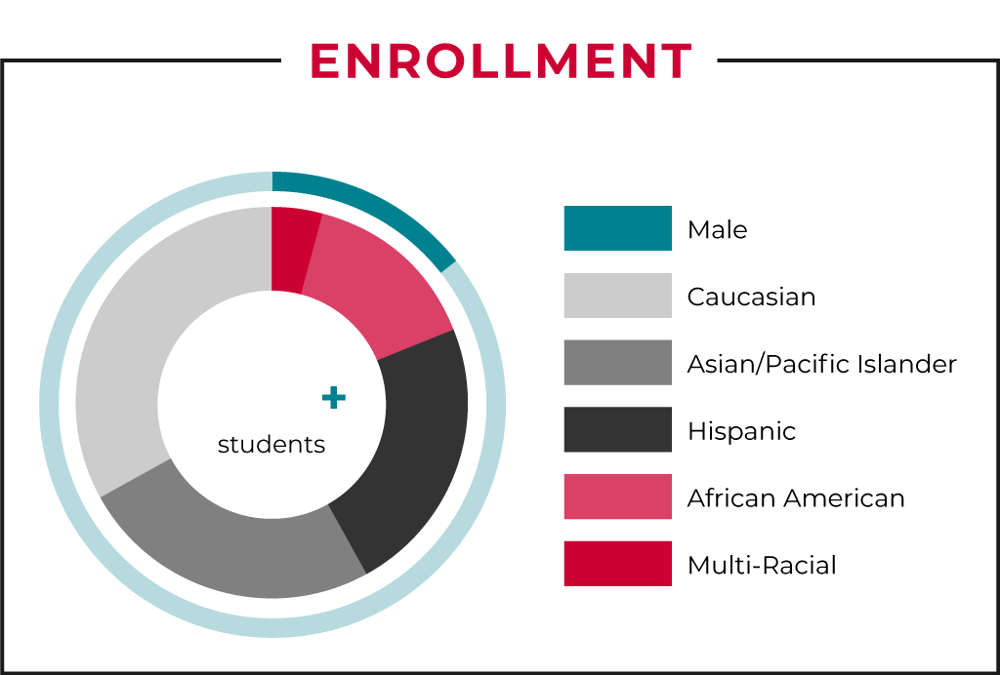 ENROLLMENT
+
students
Male
Caucasian
Asian/Pacific Islander
Hispanic
African American
Multi-Racial